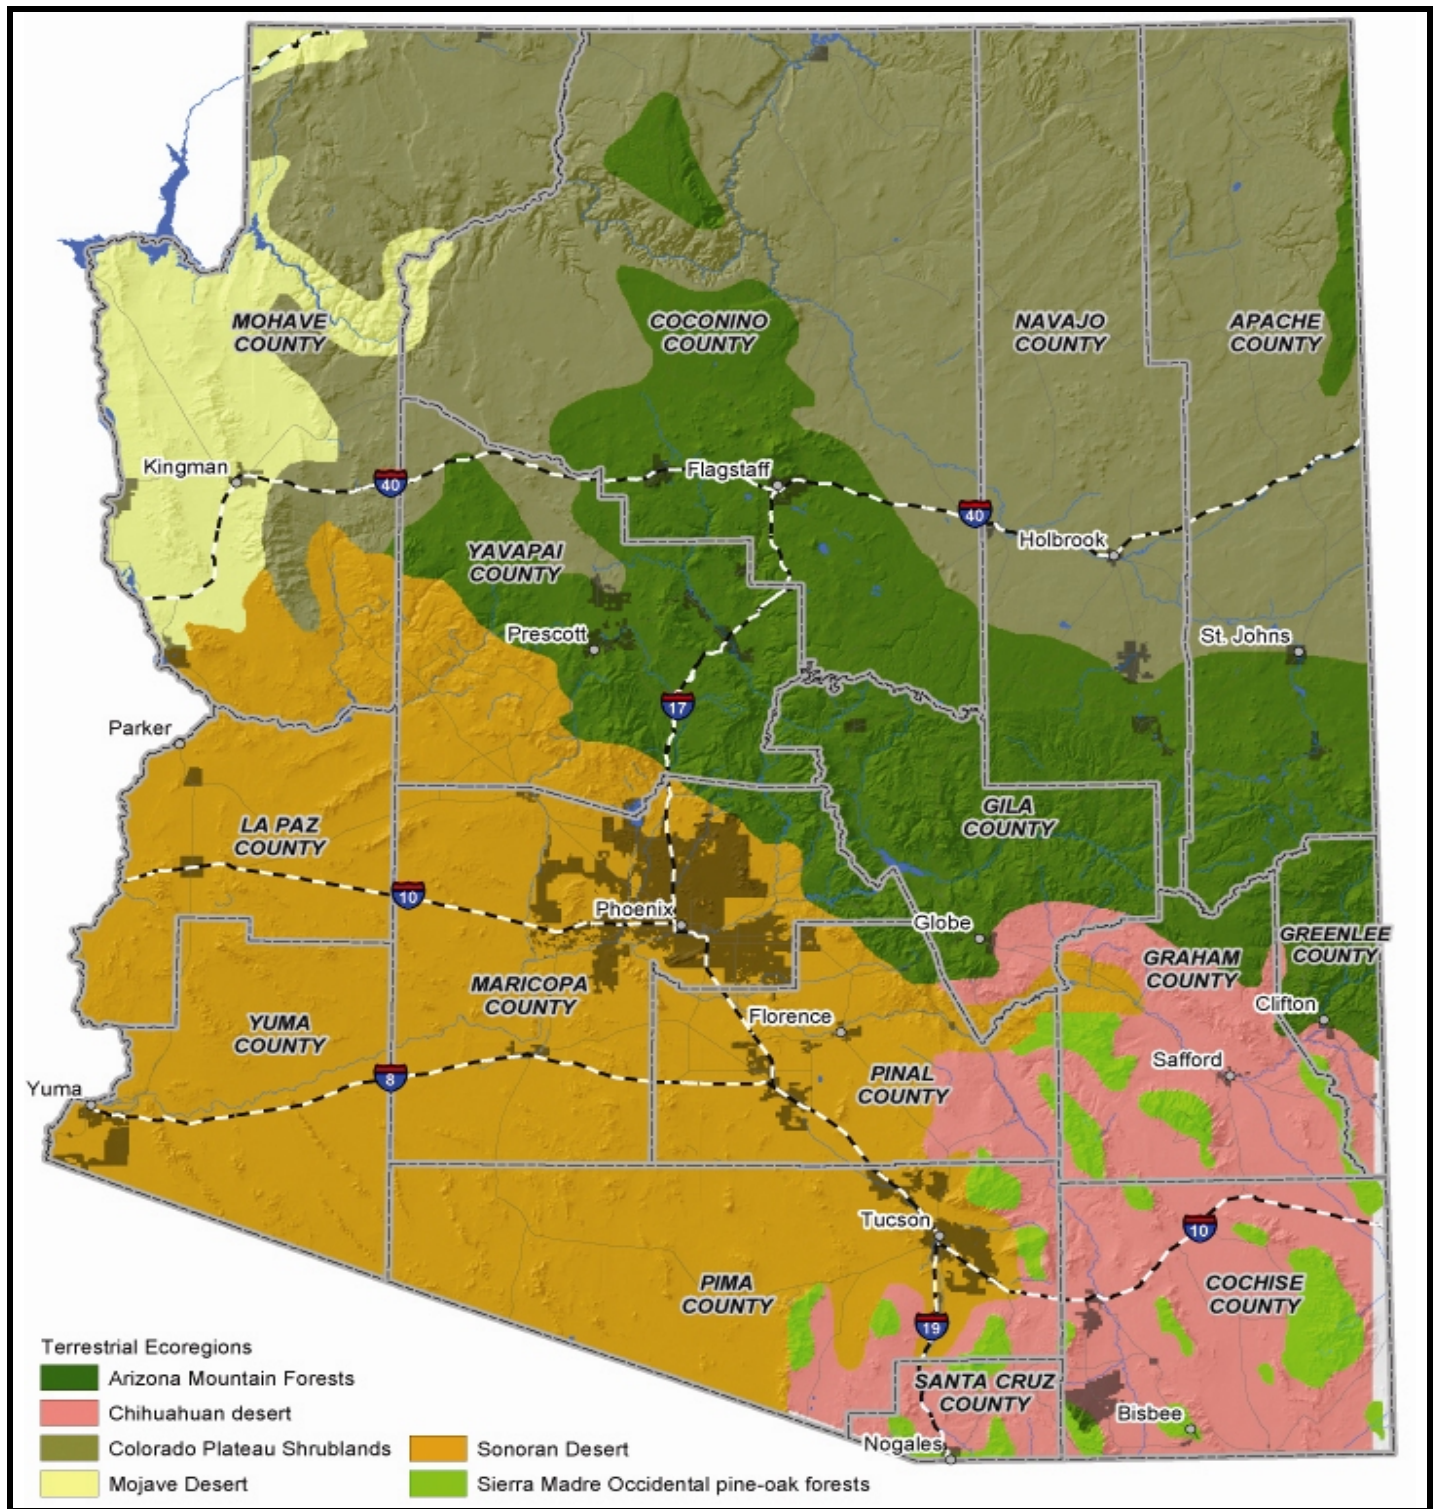 MOHAVE
COUNTY
COCONINO
COUNTY
NAVAJO
COUNTY
APACHE
COUNTY
Kingman
40
Flagstaff
40
Holbrook
YAVAPAI
COUNTY
Prescott
St. Johns
17
Parker
LA PAZ
COUNTY
GILA
COUNTY
10
Phoenix
Globe
GREENLEE
COUNTY
GRAHAM
COUNTY
MARICOPA
COUNTY
Clifton
Florence
YUMA
COUNTY
Safford
8
PINAL
COUNTY
Yuma
Tucson
10
PIMA
COUNTY
COCHISE
COUNTY
19
SANTA CRUZ
COUNTY
Bisbee
Nogales
Terrestrial Ecoregions
Arizona Mountain Forests
Chihuahuan desert
Colorado Plateau Shrublands
Sonoran Desert
Mojave Desert
Sierra Madre Occidental pine-oak forests